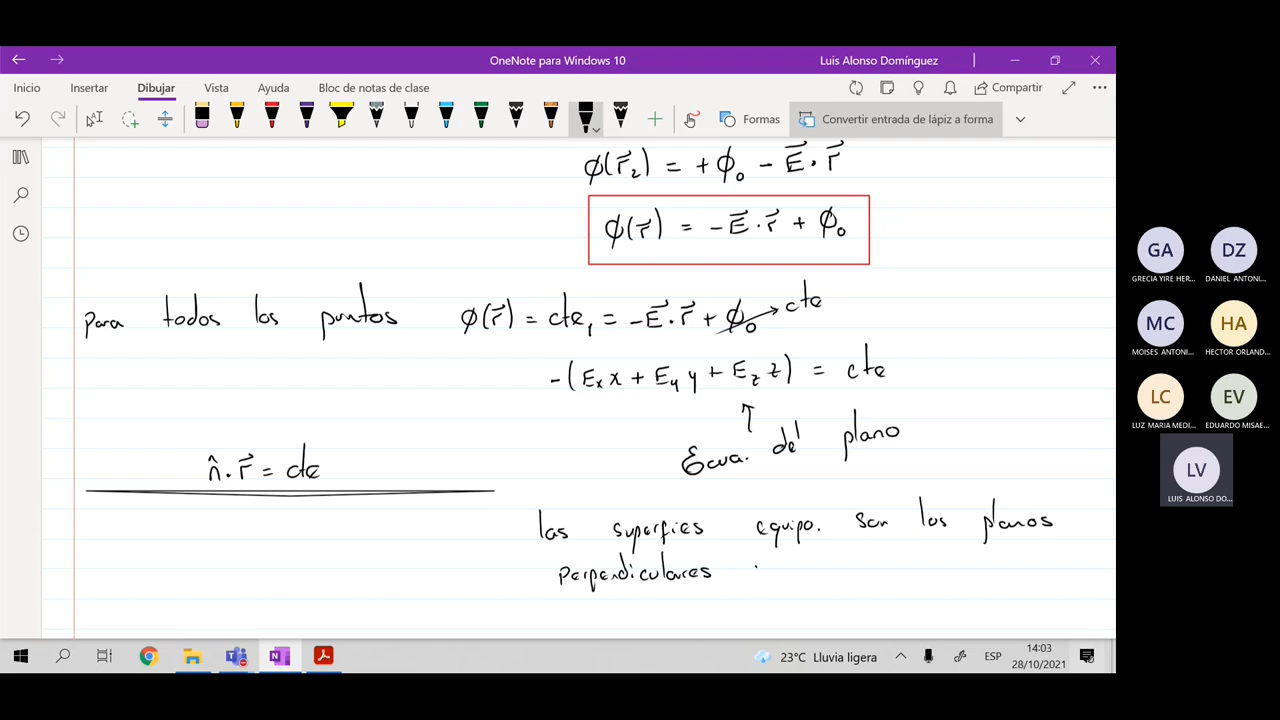 OneNote para Windows 10
Luis Alonso Domínguez
Inicio Insertar Dibujar Vista Ayuda Bloc de notas de clase
Compartir
Formas
Convertir entrada de lápiz a forma
ϕ(r⃗₂) = +ϕ₀ - E⃗ · r⃗
ϕ(r⃗) = -E⃗ · r⃗ + ϕ₀
para todos los puntos ϕ(r⃗) = cte₁ = -E⃗ · r⃗ + ϕ₀ → cte
-(Eₓ x + E_y y + E_z z) = cte
↑
Ecua. del plano
n̂ · r⃗ = cte
las superfies equipo. son los planos
perpendiculares
GA
GRECIA YIRE HER...
DZ
DANIEL ANTONI...
MC
MOISES ANTONI...
HA
HECTOR ORLAND...
LC
LUZ MARIA MEDI...
EV
EDUARDO MISAE...
LV
LUIS ALONSO DO...
23°C Lluvia ligera
ESP
14:03
28/10/2021